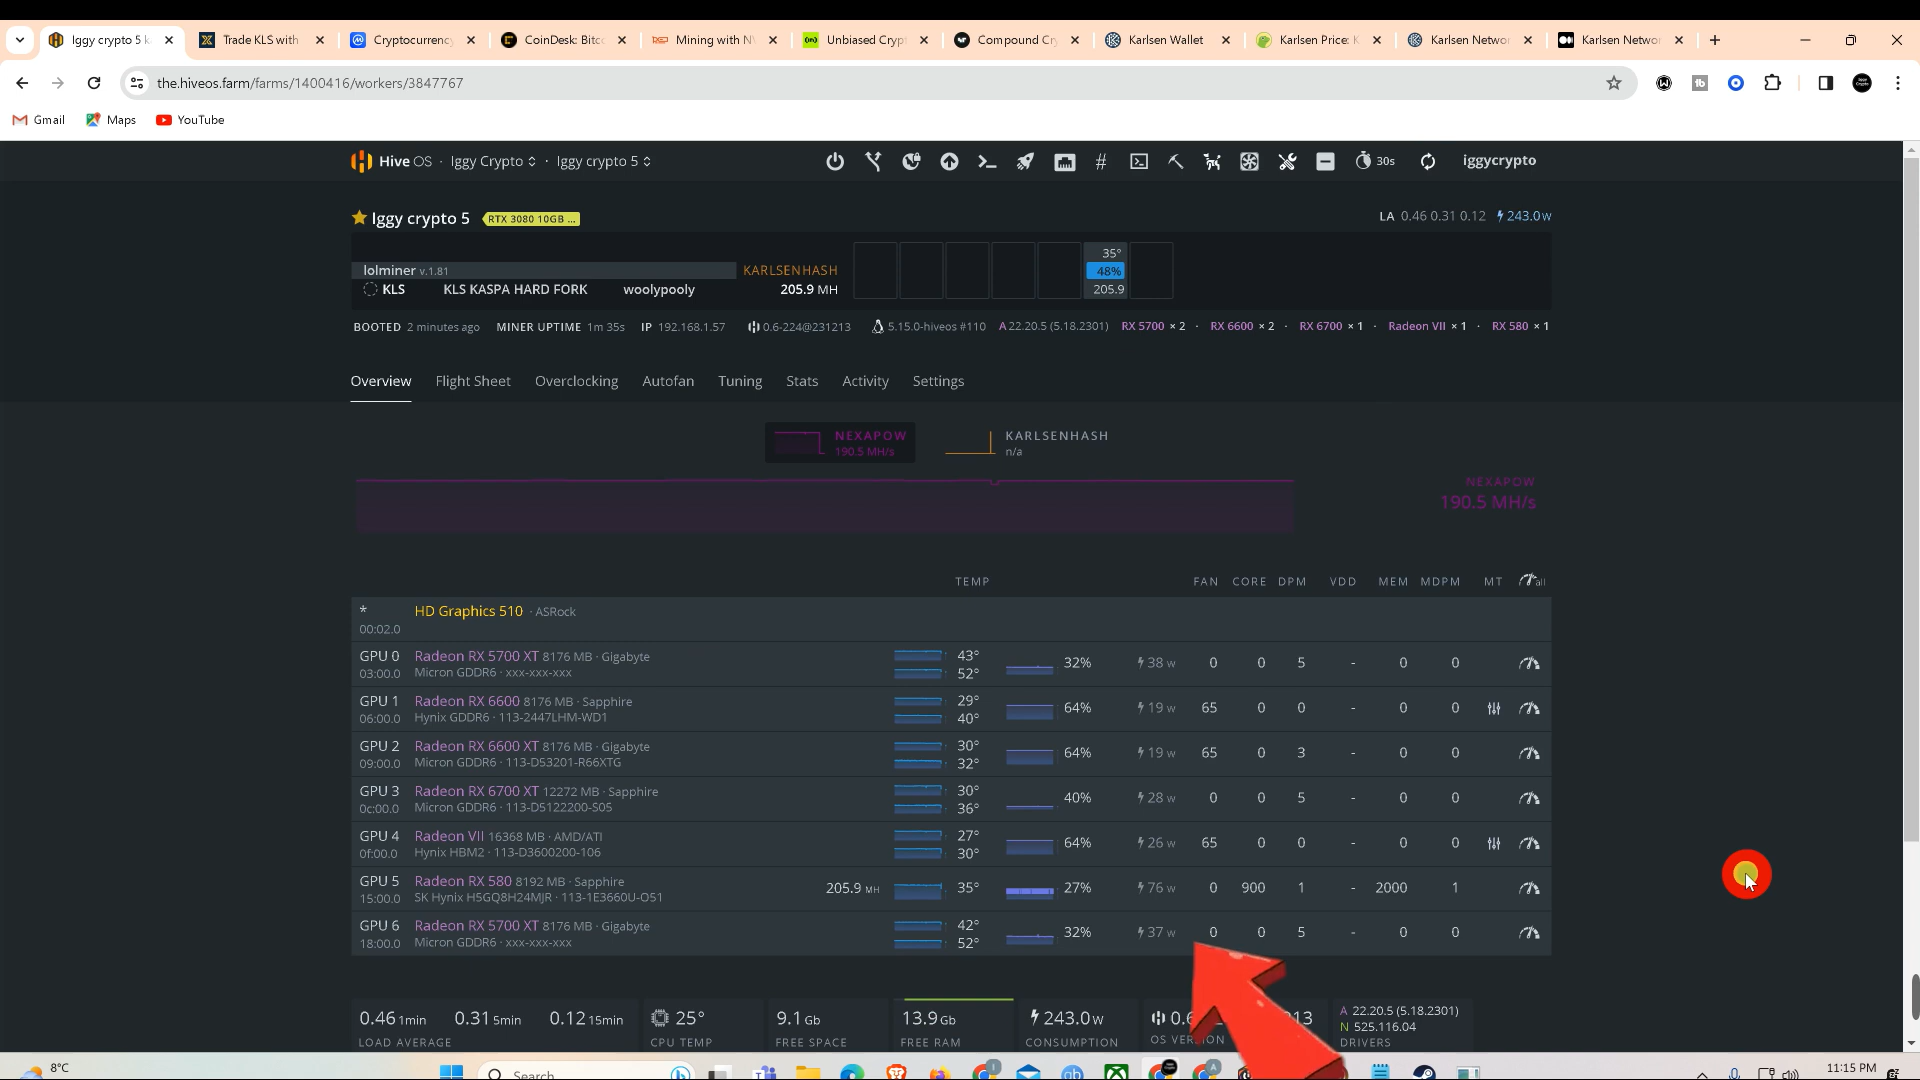 Iggy crypto 5 k
Trade KLS with
Cryptocurrency
CoinDesk: Bitc
Mining with N
Unbiased Crypt
Compound Cr
Karlsen Wallet
Karlsen Price: K
Karlsen Networ
Karlsen Networ
the.hiveos.farm/farms/1400416/workers/3847767
Gmail Maps YouTube
Hive OS · Iggy Crypto · Iggy crypto 5 30s iggycrypto
Iggy crypto 5 RTX 3080 10GB ... LA 0.46 0.31 0.12 243.0 W
35°
lolminer v.1.81 KARLSENHASH 48%
KLS KLS KASPA HARD FORK woolypooly 205.9 MH 205.9
BOOTED 2 minutes ago MINER UPTIME 1m 35s IP 192.168.1.57 0.6-224@231213 5.15.0-hiveos #110 A 22.20.5 (5.18.2301) RX 5700 × 2 · RX 6600 × 2 · RX 6700 × 1 · Radeon VII × 1 · RX 580 × 1
Overview Flight Sheet Overclocking Autofan Tuning Stats Activity Settings
NEXAPOW KARLSENHASH
190.5 MH/s n/a
NEXAPOW
190.5 MH/s
TEMP FAN CORE DPM VDD MEM MDPM MT all
* HD Graphics 510 · ASRock
00:02.0
GPU 0 Radeon RX 5700 XT 8176 MB · Gigabyte 43° 32% 38 W 0 0 5 - 0 0
03:00.0 Micron GDDR6 · xxx-xxx-xxx 52°
GPU 1 Radeon RX 6600 8176 MB · Sapphire 29° 64% 19 W 65 0 0 - 0 0
06:00.0 Hynix GDDR6 · 113-2447LHM-WD1 40°
GPU 2 Radeon RX 6600 XT 8176 MB · Gigabyte 30° 64% 19 W 65 0 3 - 0 0
09:00.0 Micron GDDR6 · 113-D53201-R66XTG 32°
GPU 3 Radeon RX 6700 XT 12272 MB · Sapphire 30° 40% 28 W 0 0 5 - 0 0
0c:00.0 Micron GDDR6 · 113-D5122200-S05 36°
GPU 4 Radeon VII 16368 MB · AMD/ATI 27° 64% 26 W 65 0 0 - 0 0
0f:00.0 Hynix HBM2 · 113-D3600200-106 30°
GPU 5 Radeon RX 580 8192 MB · Sapphire 205.9 MH 35° 27% 76 W 0 900 1 - 2000 1
15:00.0 SK Hynix H5GQ8H24MJR · 113-1E3660U-O51
GPU 6 Radeon RX 5700 XT 8176 MB · Gigabyte 42° 32% 37 W 0 0 5 - 0 0
18:00.0 Micron GDDR6 · xxx-xxx-xxx 52°
0.46 1min 0.31 5min 0.12 15min 25° 9.1 Gb 13.9 Gb 243.0 W 0.6 13 A 22.20.5 (5.18.2301)
N 525.116.04
LOAD AVERAGE CPU TEMP FREE SPACE FREE RAM CONSUMPTION OS VERSION DRIVERS
8°C Search 11:15 PM